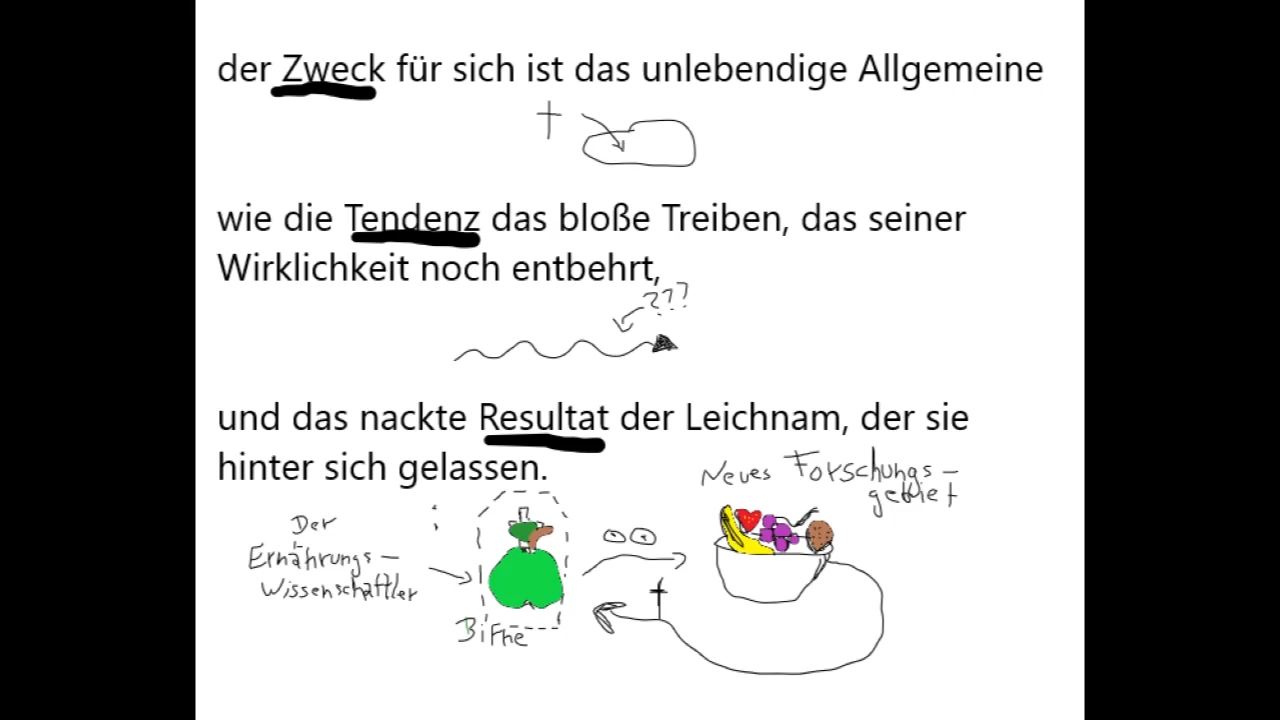 der Zweck für sich ist das unlebendige Allgemeine
wie die Tendenz das bloße Treiben, das seiner
Wirklichkeit noch entbehrt,
???
und das nackte Resultat der Leichnam, der sie
hinter sich gelassen.
Neues Forschungs-
gebiet
Der
Ernährungs-
wissenschaftler